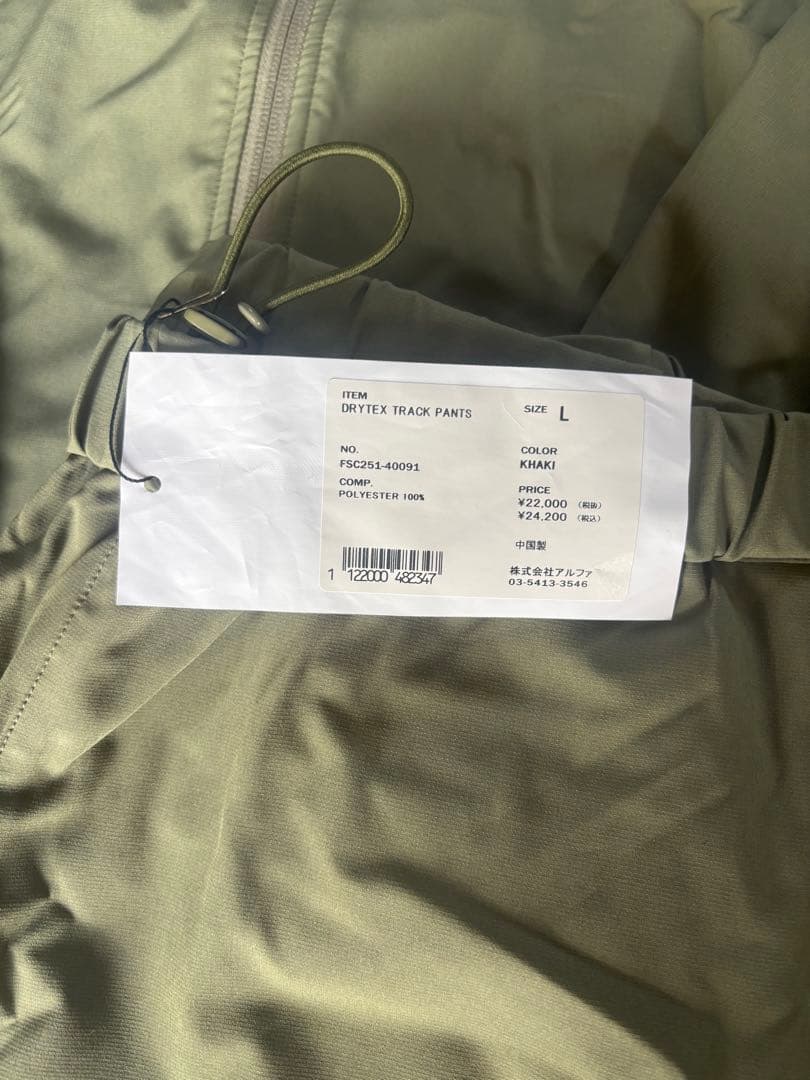 ITEM
DRYTEX TRACK PANTS
SIZE L
NO.
FSC251-40091
COLOR
KHAKI
COMP.
POLYESTER 100%
PRICE
¥22,000 (税抜)
¥24,200 (税込)
中国製
1 122000 482347
株式会社アルファ
03-5413-3546